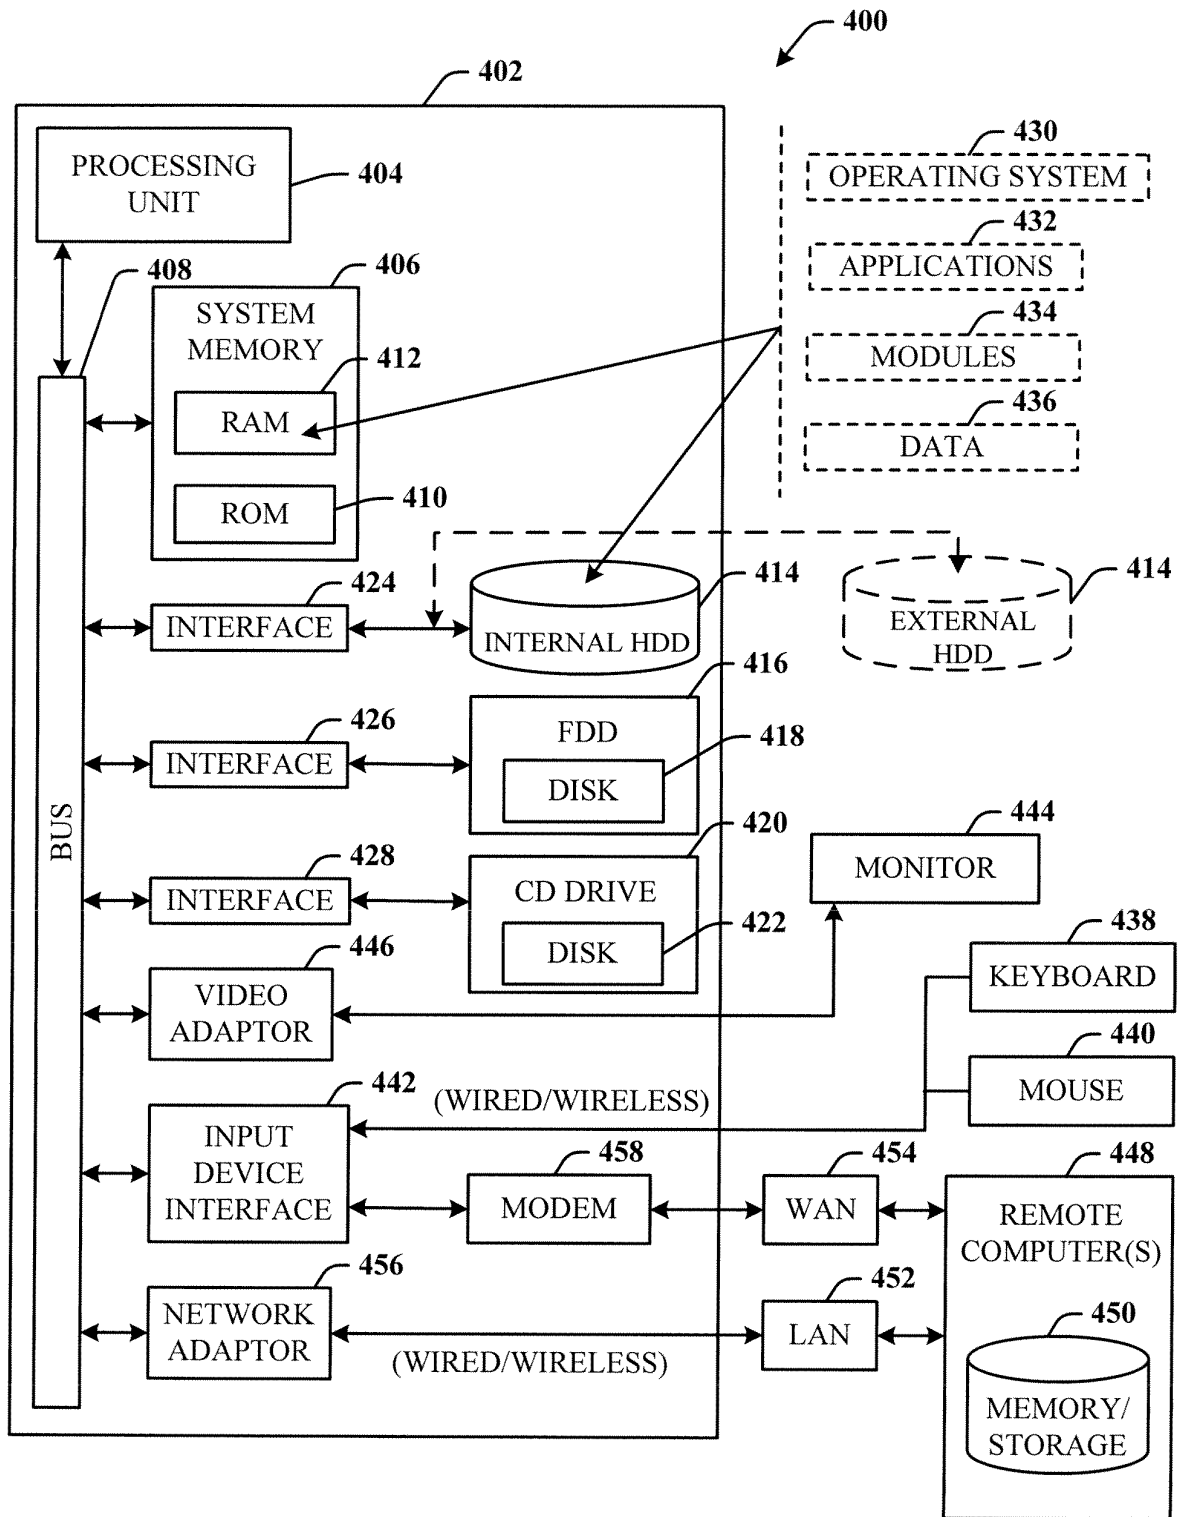 400
402
PROCESSING
UNIT
404
430
OPERATING SYSTEM
432
APPLICATIONS
434
MODULES
436
DATA
408
406
SYSTEM
MEMORY
412
RAM
410
ROM
424
INTERFACE
414
INTERNAL HDD
414
EXTERNAL
HDD
426
INTERFACE
416
FDD
418
DISK
BUS
428
INTERFACE
420
CD DRIVE
422
DISK
444
MONITOR
446
VIDEO
ADAPTOR
438
KEYBOARD
440
MOUSE
442
INPUT
DEVICE
INTERFACE
(WIRED/WIRELESS)
458
MODEM
454
WAN
448
REMOTE
COMPUTER(S)
456
NETWORK
ADAPTOR
(WIRED/WIRELESS)
452
LAN
450
MEMORY/
STORAGE